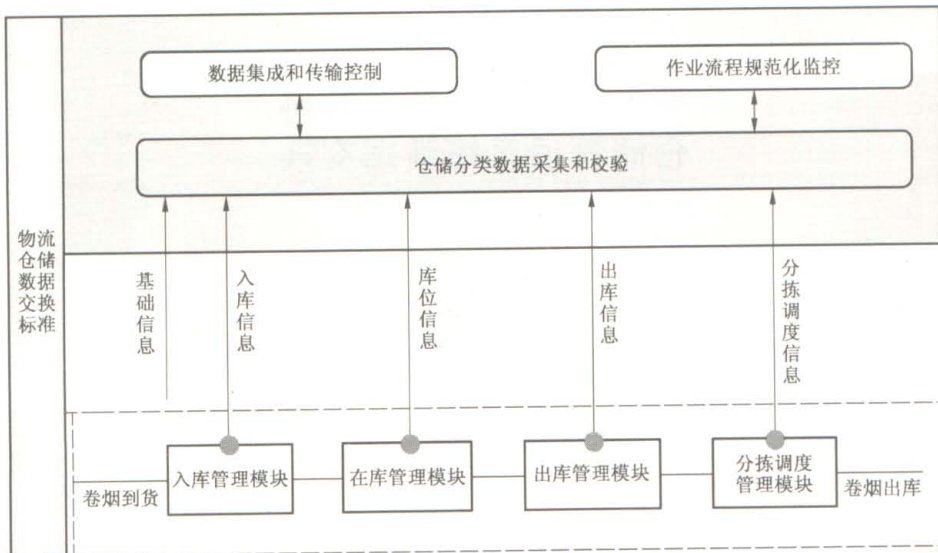 数据集成和传输控制
作业流程规范化监控
仓储分类数据采集和校验
物流
仓储
数据
交换
标准
基础信息
入库信息
库位信息
出库信息
分拣调度信息
卷烟到货
入库管理模块
在库管理模块
出库管理模块
分拣调度
管理模块
卷烟出库